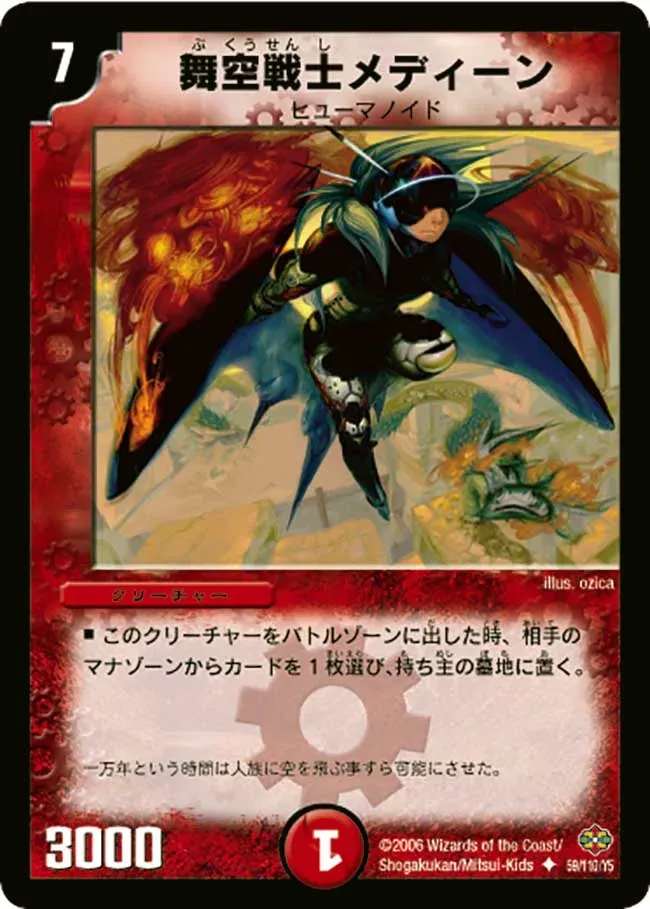 7
ぶくうせんし
舞空戦士メディーン
ヒューマノイド
illus. ozica
クリーチャー
■ このクリーチャーをバトルゾーンに出した時、相手の
マナゾーンからカードを1枚選び、持ち主の墓地に置く。
一万年という時間は人族に空を飛ぶ事すら可能にさせた。
3000
1
©2006 Wizards of the Coast/
Shogakukan/Mitsui-Kids
59/110/Y5